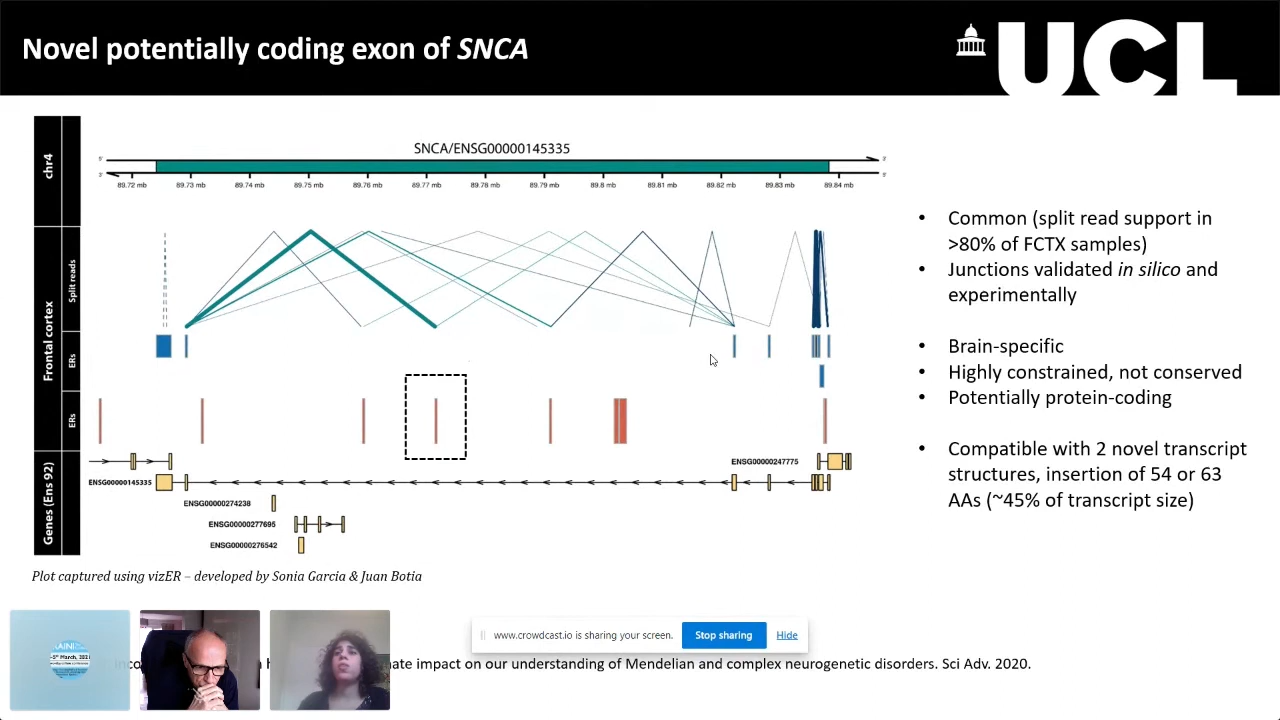 Novel potentially coding exon of SNCA
UCL
SNCA/ENSG00000145335
5'
3'
3'
5'
89.72 mb
89.73 mb
89.74 mb
89.75 mb
89.76 mb
89.77 mb
89.78 mb
89.79 mb
89.8 mb
89.81 mb
89.82 mb
89.83 mb
89.84 mb
chr4
Frontal cortex
Split reads
ERs
ERs
Genes (Ens 92)
ENSG00000247775
ENSG00000145335
ENSG00000274238
ENSG00000277695
ENSG00000276542
• Common (split read support in
>80% of FCTX samples)
• Junctions validated in silico and
experimentally
• Brain-specific
• Highly constrained, not conserved
• Potentially protein-coding
• Compatible with 2 novel transcript
structures, insertion of 54 or 63
AAs (~45% of transcript size)
Plot captured using vizER – developed by Sonia Garcia & Juan Botia
www.crowdcast.io is sharing your screen.
Stop sharing
Hide
impact on our understanding of Mendelian and complex neurogenetic disorders. Sci Adv. 2020.